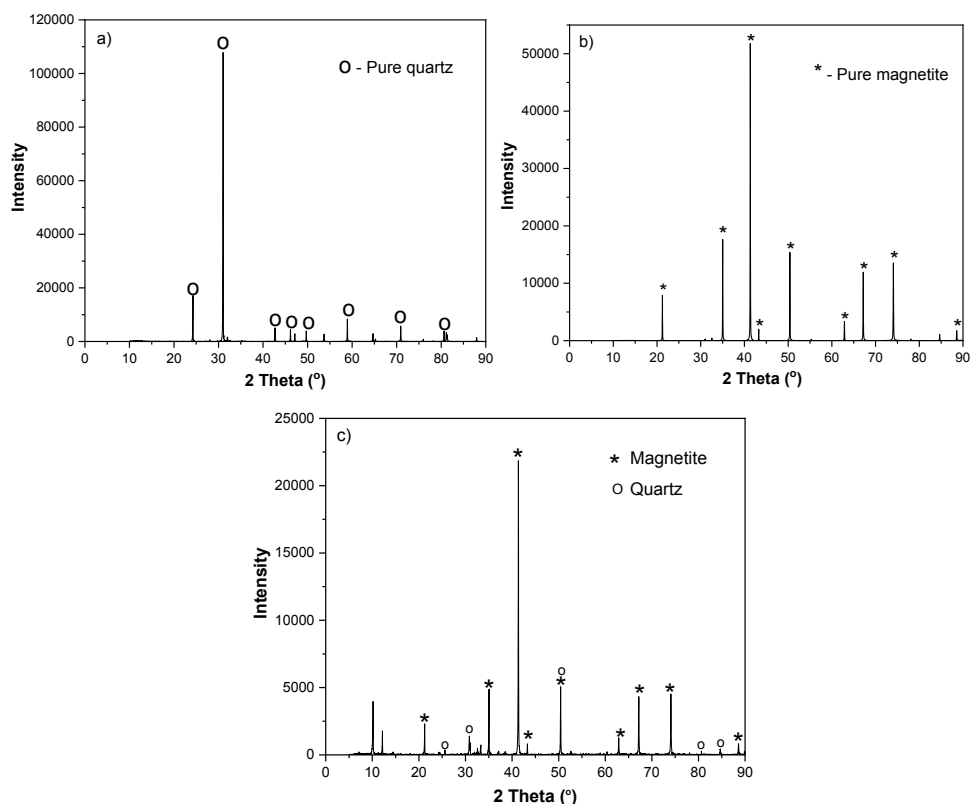 a)
O - Pure quartz
120000
100000
80000
60000
40000
20000
0
Intensity
0 10 20 30 40 50 60 70 80 90
2 Theta (°)
b)
* - Pure magnetite
50000
40000
30000
20000
10000
0
Intensity
0 10 20 30 40 50 60 70 80 90
2 Theta (°)
c)
* Magnetite
o Quartz
25000
20000
15000
10000
5000
0
Intensity
10 20 30 40 50 60 70 80 90
2 Theta (°)